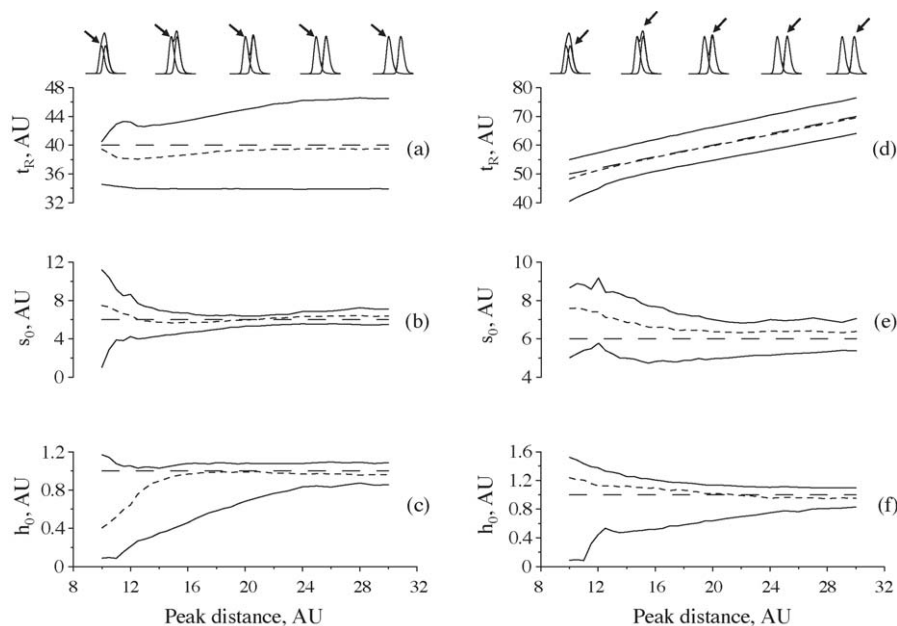 48
44
40
36
32
t_R, AU
(a)
12
8
4
0
s_0, AU
(b)
1.2
0.8
0.4
0
h_0, AU
(c)
8 12 16 20 24 28 32
Peak distance, AU
80
70
60
50
40
t_R, AU
(d)
10
8
6
4
s_0, AU
(e)
1.6
1.2
0.8
0.4
0
h_0, AU
(f)
8 12 16 20 24 28 32
Peak distance, AU